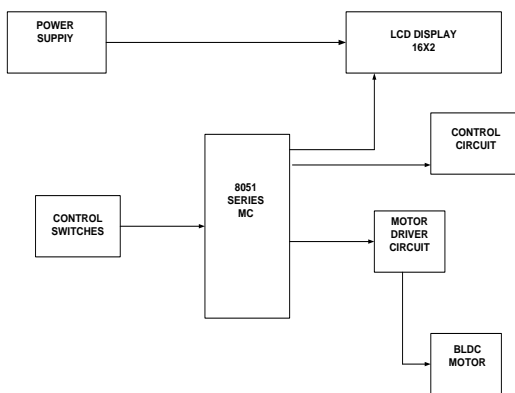 POWER
SUPPIY
LCD DISPLAY
16X2
CONTROL
CIRCUIT
8051
SERIES
MC
CONTROL
SWITCHES
MOTOR
DRIVER
CIRCUIT
BLDC
MOTOR